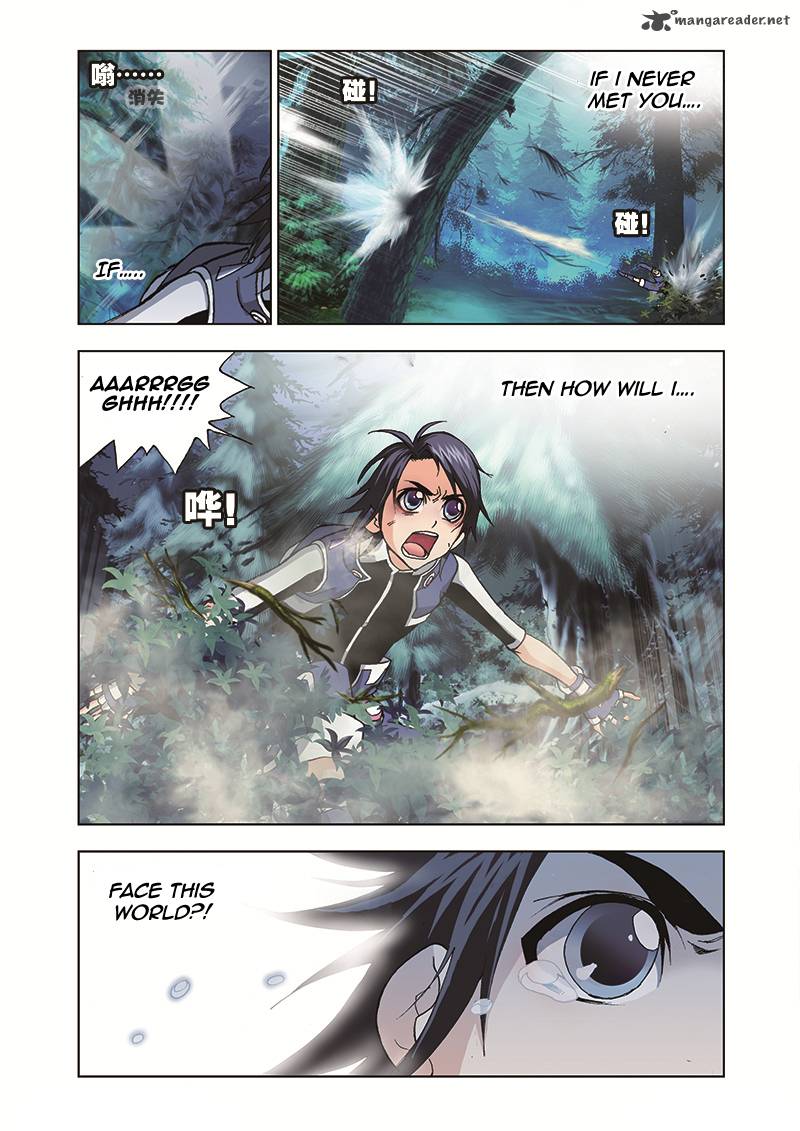 mangareader.net
嗡······
消失
IF.....
碰!
IF I NEVER
MET YOU....
碰!
AAARRRGG
GHHH!!!!
THEN HOW WILL I....
哗!
FACE THIS
WORLD?!